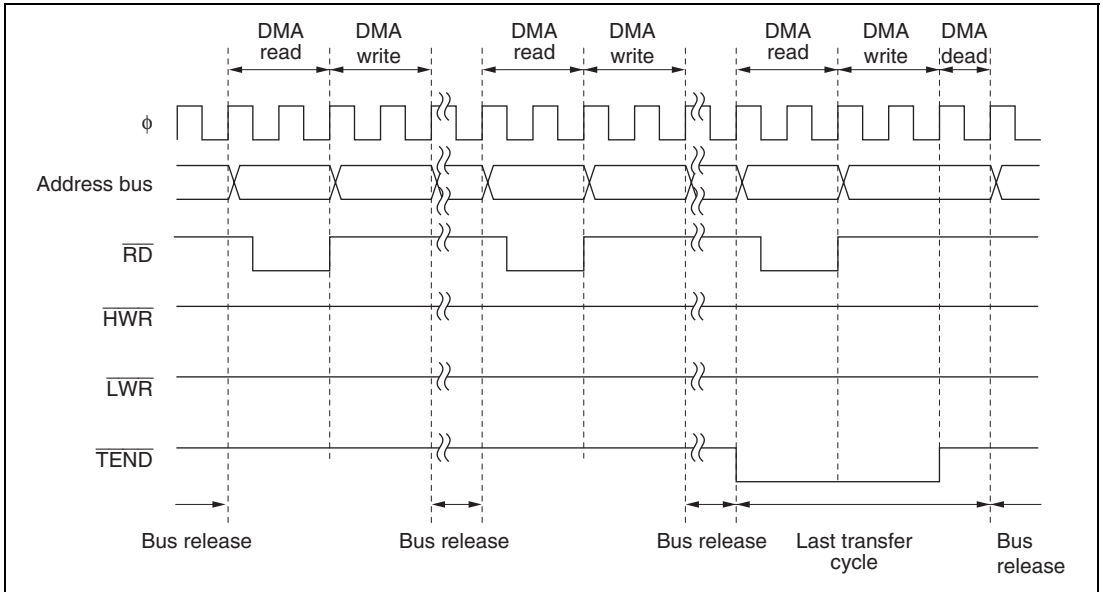 DMA read
DMA write
DMA read
DMA write
DMA read
DMA write
DMA dead
ϕ
Address bus
RD
HWR
LWR
TEND
Bus release
Bus release
Bus release
Last transfer cycle
Bus release